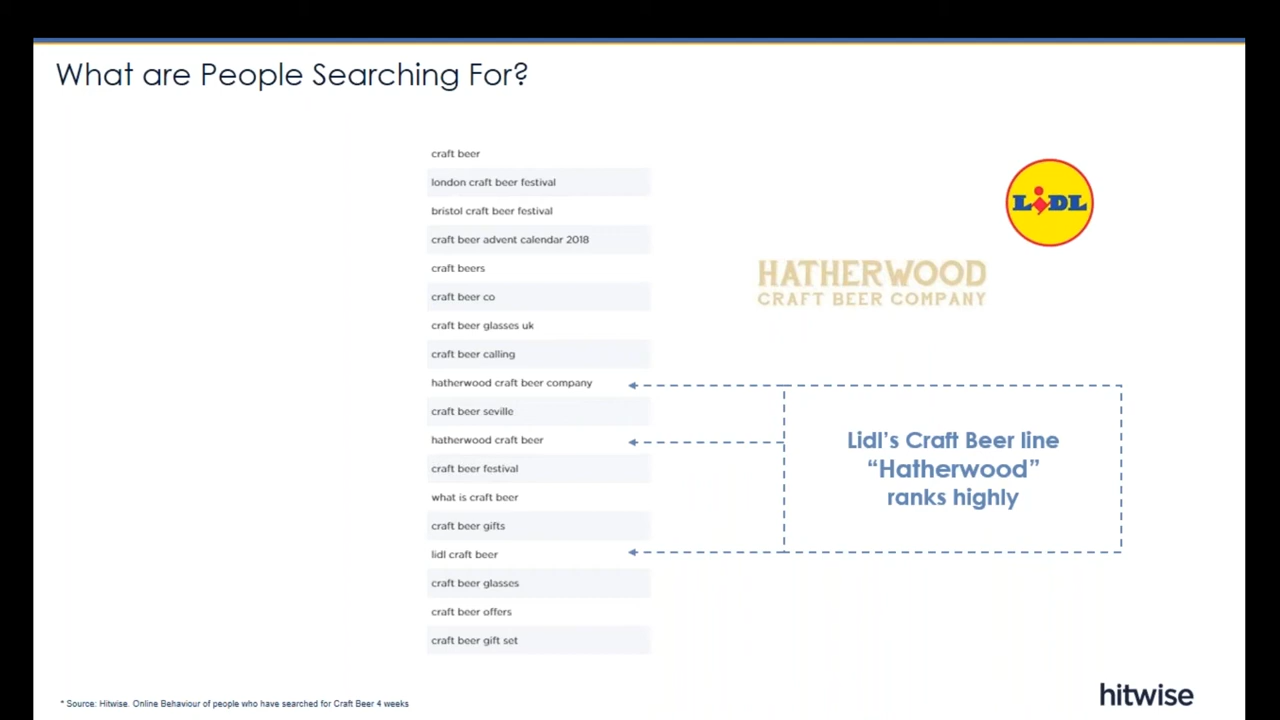 What are People Searching For?
craft beer
london craft beer festival
bristol craft beer festival
craft beer advent calendar 2018
craft beers
craft beer co
craft beer glasses uk
craft beer calling
hatherwood craft beer company
craft beer seville
hatherwood craft beer
craft beer festival
what is craft beer
craft beer gifts
lidl craft beer
craft beer glasses
craft beer offers
craft beer gift set
LIDL
HATHERWOOD
CRAFT BEER COMPANY
Lidl’s Craft Beer line
“Hatherwood”
ranks highly
* Source: Hitwise. Online Behaviour of people who have searched for Craft Beer 4 weeks
hitwise